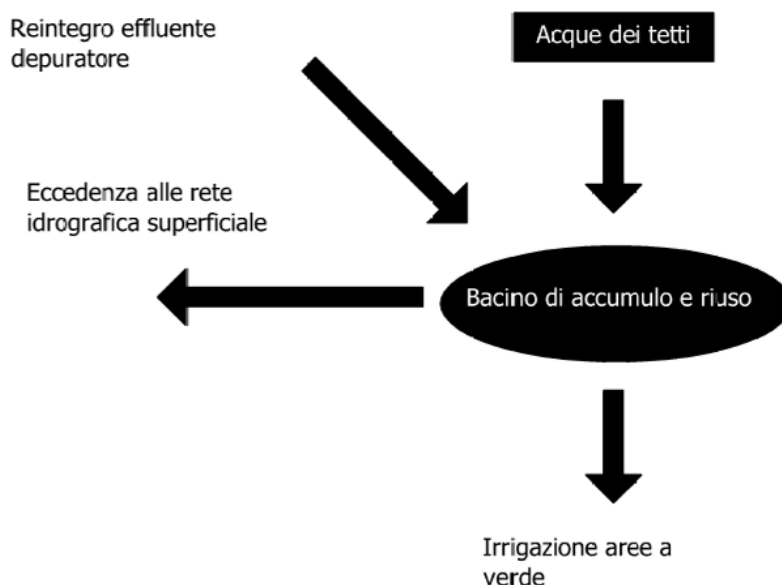 Reintegro effluente
depuratore
Acque dei tetti
Eccedenza alle rete
idrografica superficiale
Bacino di accumulo e riuso
Irrigazione aree a
verde